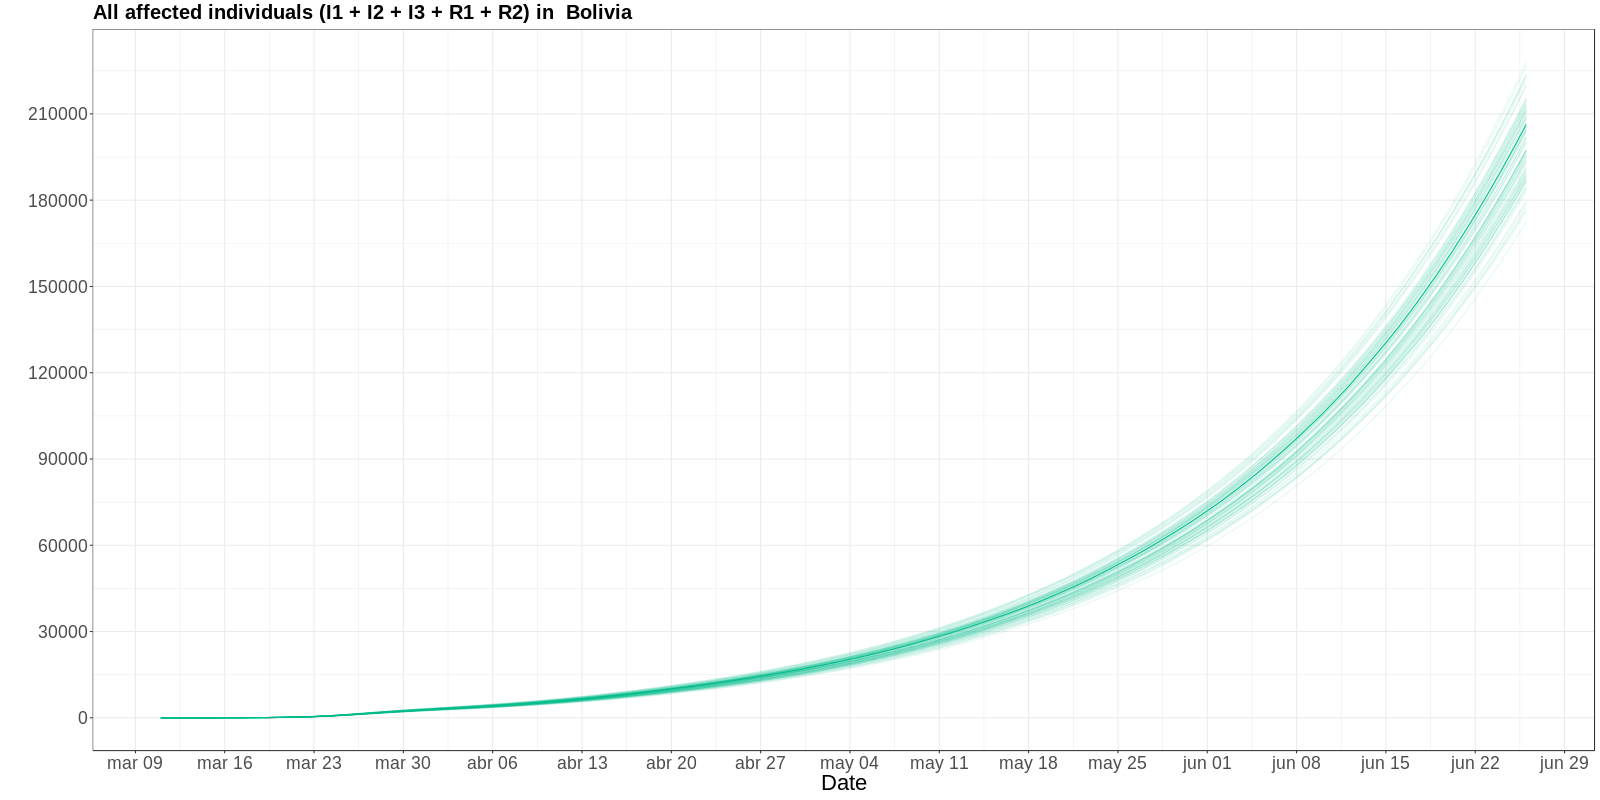 All affected individuals (I1 + I2 + I3 + R1 + R2) in  Bolivia
210000
180000
150000
120000
90000
60000
30000
0
mar 09 mar 16 mar 23 mar 30 abr 06 abr 13 abr 20 abr 27 may 04 may 11 may 18 may 25 jun 01 jun 08 jun 15 jun 22 jun 29
Date